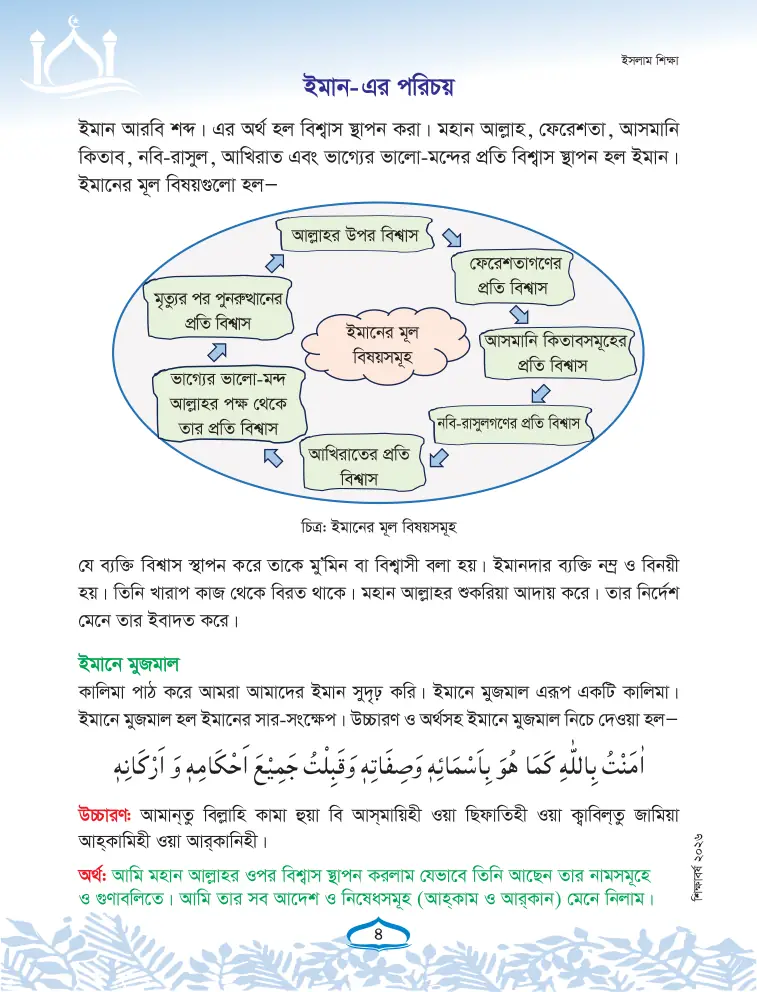 ইসলাম শিক্ষা
ইমান-এর পরিচয়
ইমান আরবি শব্দ। এর অর্থ হল বিশ্বাস স্থাপন করা। মহান আল্লাহ, ফেরেশতা, আসমানি
কিতাব, নবি-রাসুল, আখিরাত এবং ভাগ্যের ভালো-মন্দের প্রতি বিশ্বাস স্থাপন হল ইমান।
ইমানের মূল বিষয়গুলো হল–
আল্লাহর উপর বিশ্বাস
ফেরেশতাগণের
প্রতি বিশ্বাস
আসমানি কিতাবসমূহের
প্রতি বিশ্বাস
নবি-রাসুলগণের প্রতি বিশ্বাস
আখিরাতের প্রতি
বিশ্বাস
ভাগ্যের ভালো-মন্দ
আল্লাহর পক্ষ থেকে
তার প্রতি বিশ্বাস
মৃত্যুর পর পুনরুত্থানের
প্রতি বিশ্বাস
ইমানের মূল
বিষয়সমূহ
চিত্র: ইমানের মূল বিষয়সমূহ
যে ব্যক্তি বিশ্বাস স্থাপন করে তাকে মু'মিন বা বিশ্বাসী বলা হয়। ইমানদার ব্যক্তি নম্র ও বিনয়ী
হয়। তিনি খারাপ কাজ থেকে বিরত থাকে। মহান আল্লাহর শুকরিয়া আদায় করে। তার নির্দেশ
মেনে তার ইবাদত করে।
ইমানে মুজমাল
কালিমা পাঠ করে আমরা আমাদের ইমান সুদৃঢ় করি। ইমানে মুজমাল এরূপ একটি কালিমা।
ইমানে মুজমাল হল ইমানের সার-সংক্ষেপ। উচ্চারণ ও অর্থসহ ইমানে মুজমাল নিচে দেওয়া হল–
اٰمَنْتُ بِاللّٰهِ كَمَا هُوَ بِاَسْمَائِهٖ وَصِفَاتِهٖ وَقَبِلْتُ جَمِيْعَ اَحْكَامِهٖ وَ اَرْكَانِهٖ
উচ্চারণ: আমান্‌তু বিল্লাহি কামা হুয়া বি আস্‌মায়িহী ওয়া ছিফাতিহী ওয়া ক্বাবিল্‌তু জামিয়া
আহ্‌কামিহী ওয়া আর্‌কানিহী।
অর্থ: আমি মহান আল্লাহর ওপর বিশ্বাস স্থাপন করলাম যেভাবে তিনি আছেন তার নামসমূহে
ও গুণাবলিতে। আমি তার সব আদেশ ও নিষেধসমূহ (আহ্‌কাম ও আর্‌কান) মেনে নিলাম।
শিক্ষাবর্ষ ২০২৬
৪